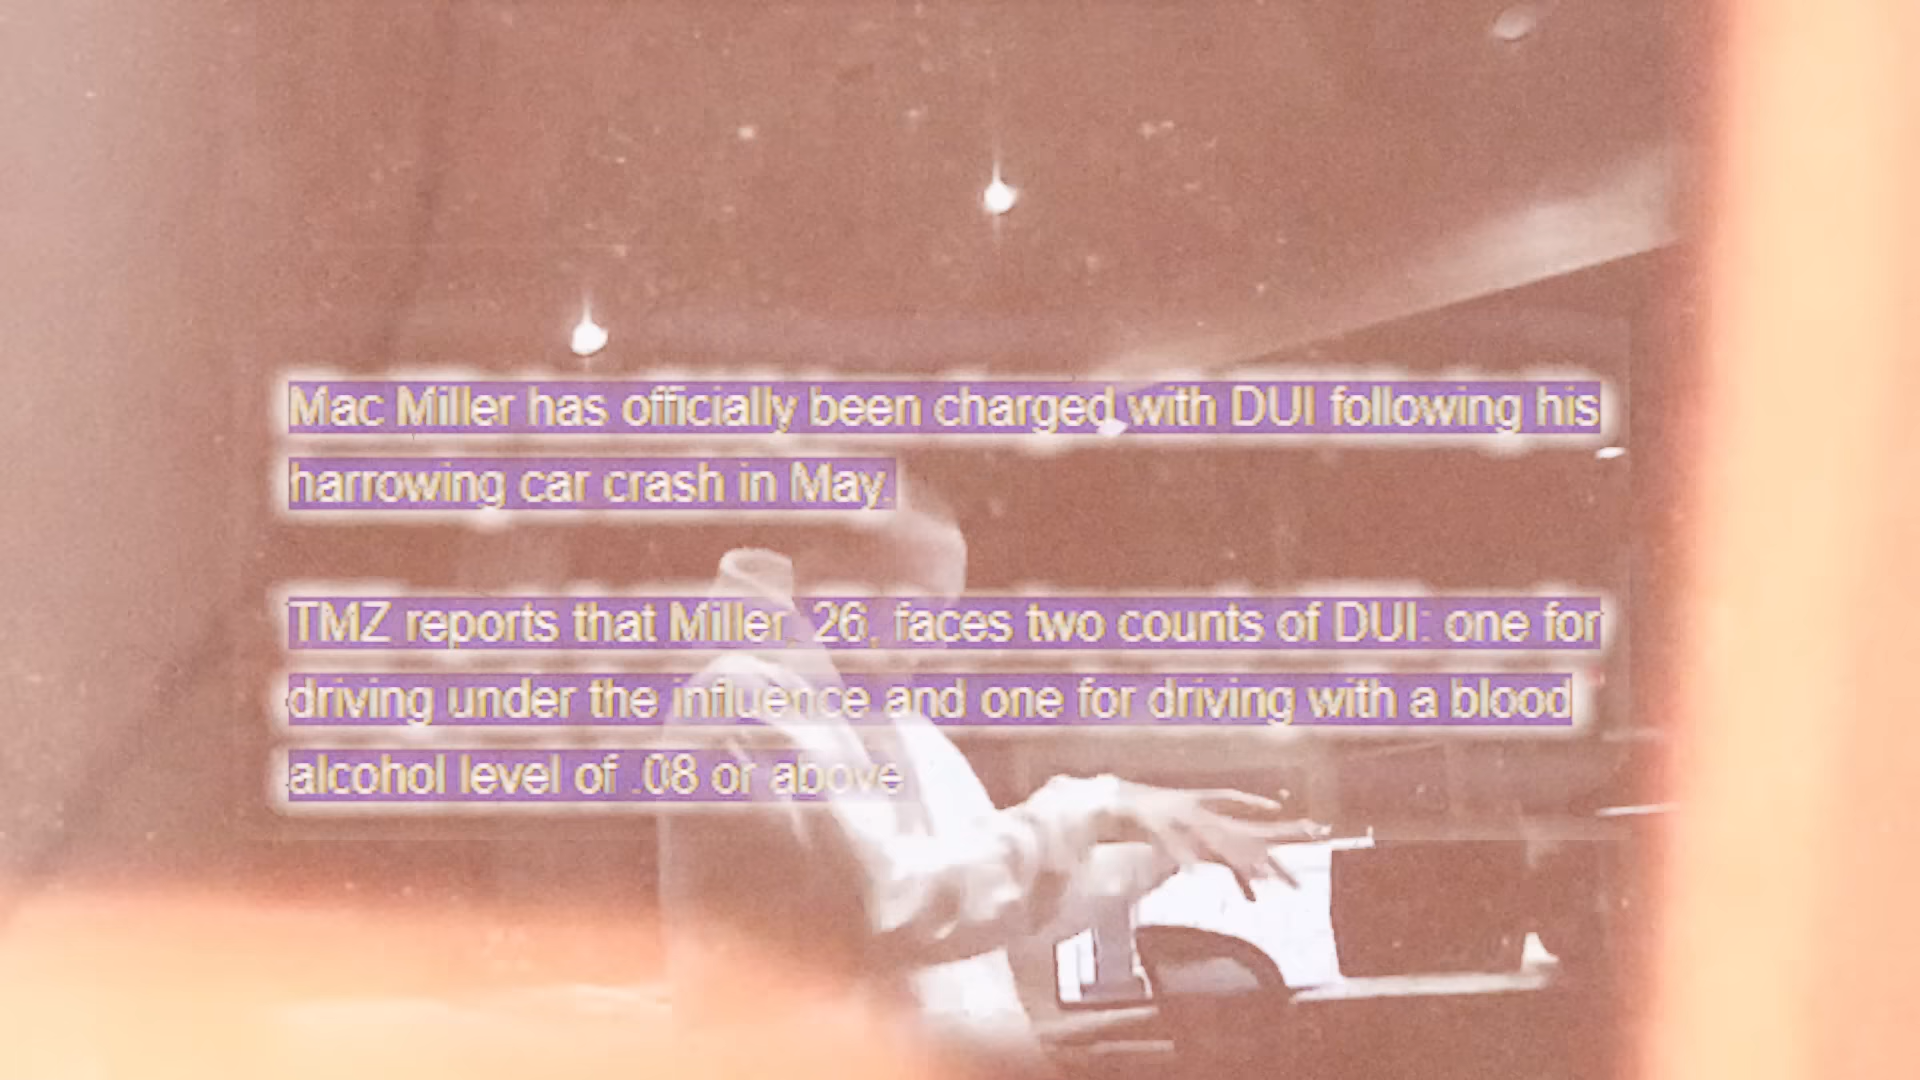 Mac Miller has officially been charged with DUI following his
harrowing car crash in May.
TMZ reports that Miller, 26, faces two counts of DUI: one for
driving under the influence and one for driving with a blood
alcohol level of .08 or above